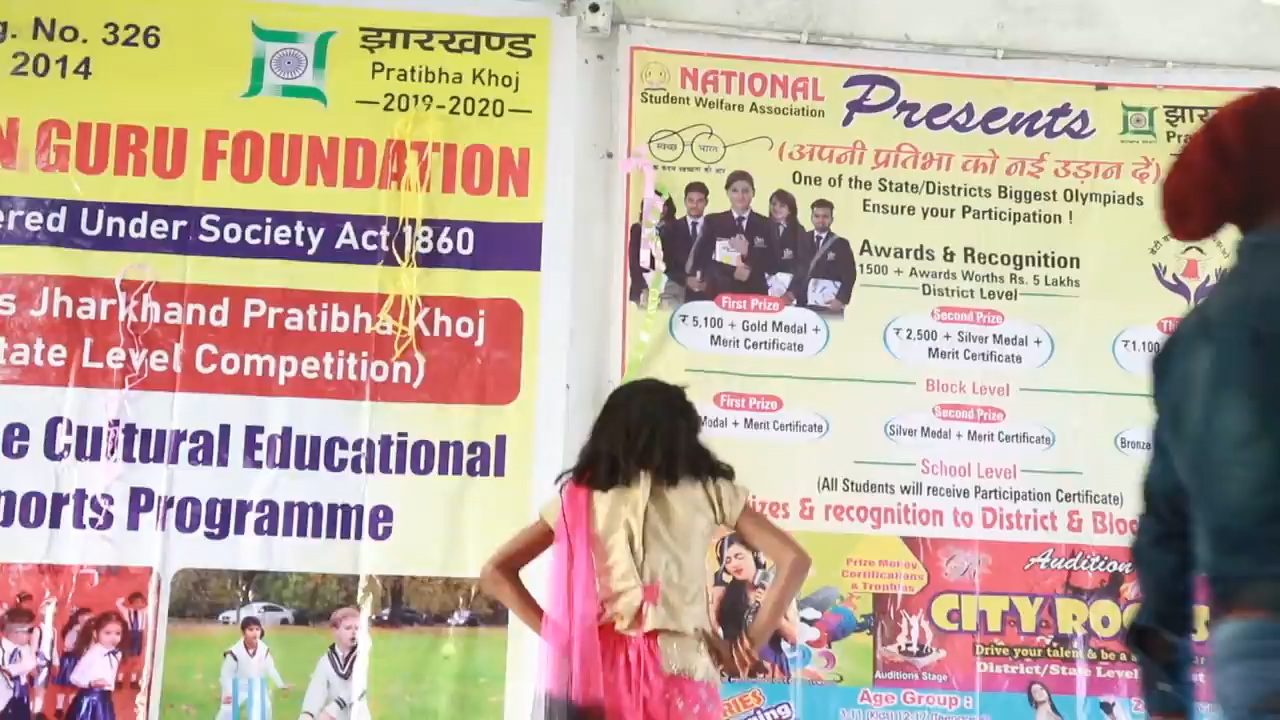 g. No. 326
2014
झारखण्ड
Pratibha Khoj
—2019-2020—
N GURU FOUNDATION
ered Under Society Act 1860
s Jharkhand Pratibha Khoj
tate Level Competition)
e Cultural Educational
ports Programme
NATIONAL
Student Welfare Association
Presents
झार
Pra
स्वच्छ भारत
(अपनी प्रतिभा को नई उड़ान दें)
One of the State/Districts Biggest Olympiads
Ensure your Participation !
Awards & Recognition
1500 + Awards Worths Rs. 5 Lakhs
District Level
First Prize
₹ 5,100 + Gold Medal +
Merit Certificate
Second Prize
₹ 2,500 + Silver Medal +
Merit Certificate
Th
₹1,100
Block Level
First Prize
Medal + Merit Certificate
Second Prize
Silver Medal + Merit Certificate
Bronze
School Level
(All Students will receive Participation Certificate)
izes & recognition to District & Bloc
Prize Money
Certifications
& Trophies
Audition
CITY RO
Drive your talent & be a
District/State Level
Auditions Stage
RIES
Age Group :